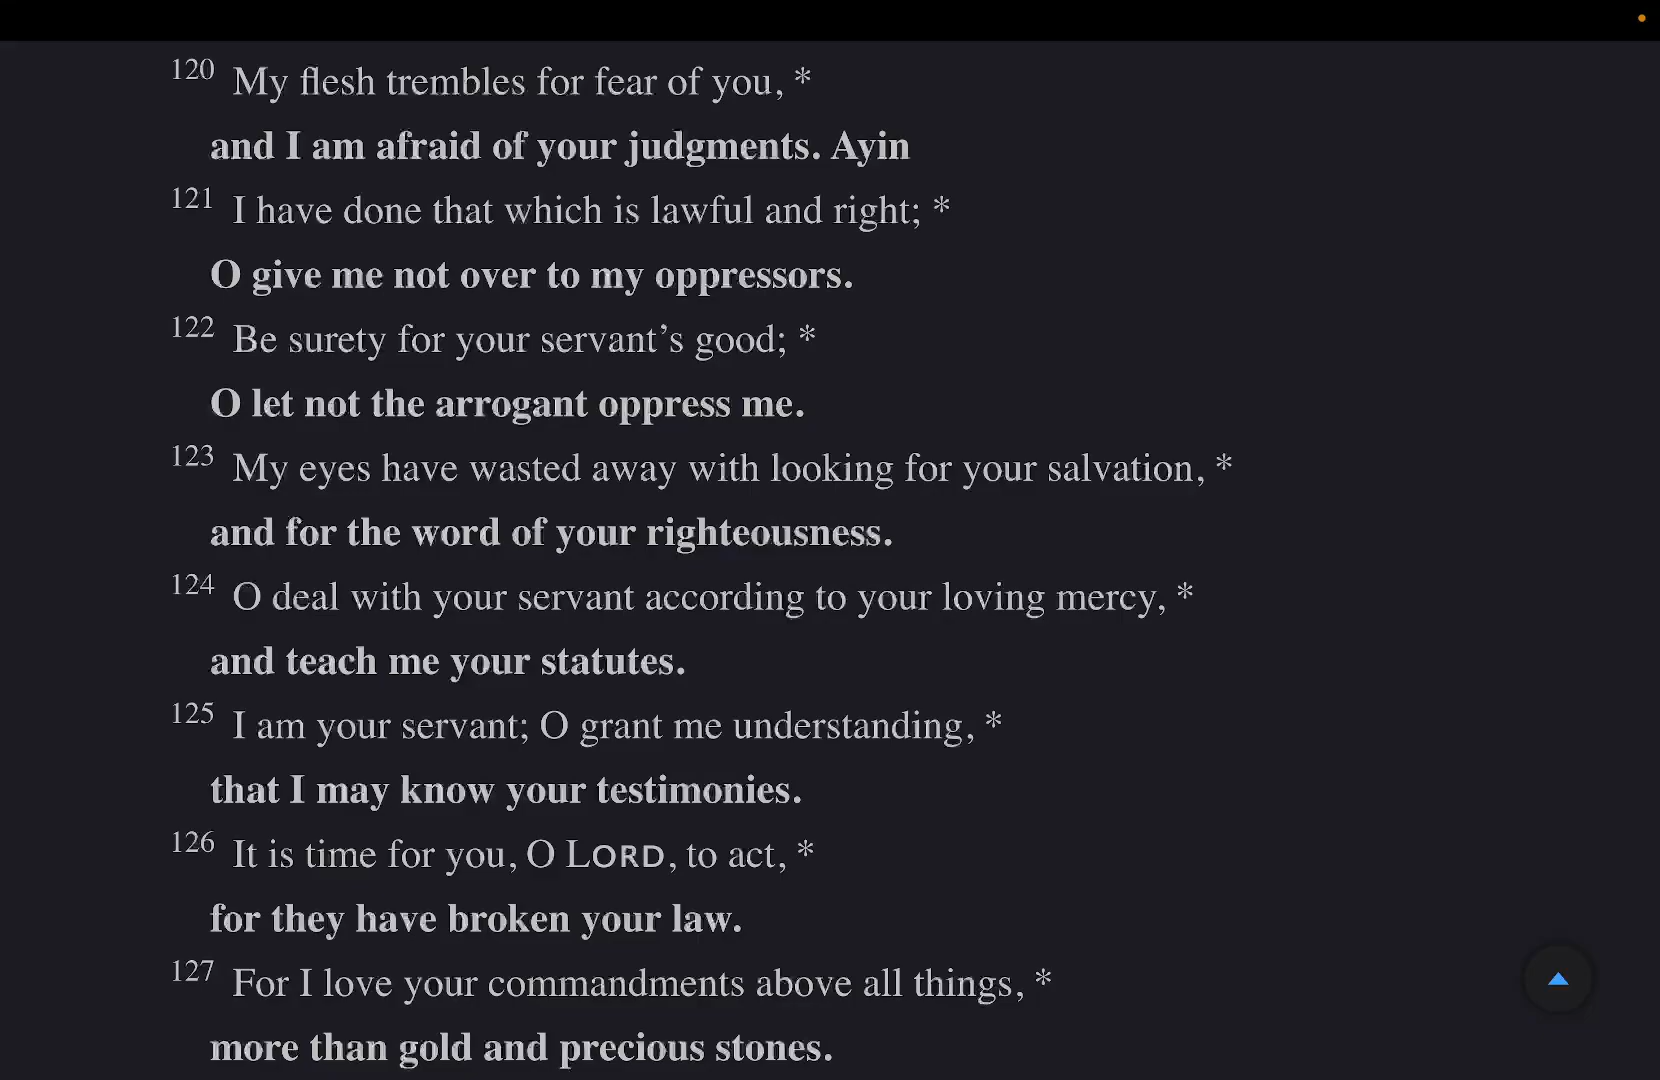 120 My flesh trembles for fear of you, *
and I am afraid of your judgments. Ayin
121 I have done that which is lawful and right; *
O give me not over to my oppressors.
122 Be surety for your servant’s good; *
O let not the arrogant oppress me.
123 My eyes have wasted away with looking for your salvation, *
and for the word of your righteousness.
124 O deal with your servant according to your loving mercy, *
and teach me your statutes.
125 I am your servant; O grant me understanding, *
that I may know your testimonies.
126 It is time for you, O LORD, to act, *
for they have broken your law.
127 For I love your commandments above all things, *
more than gold and precious stones.